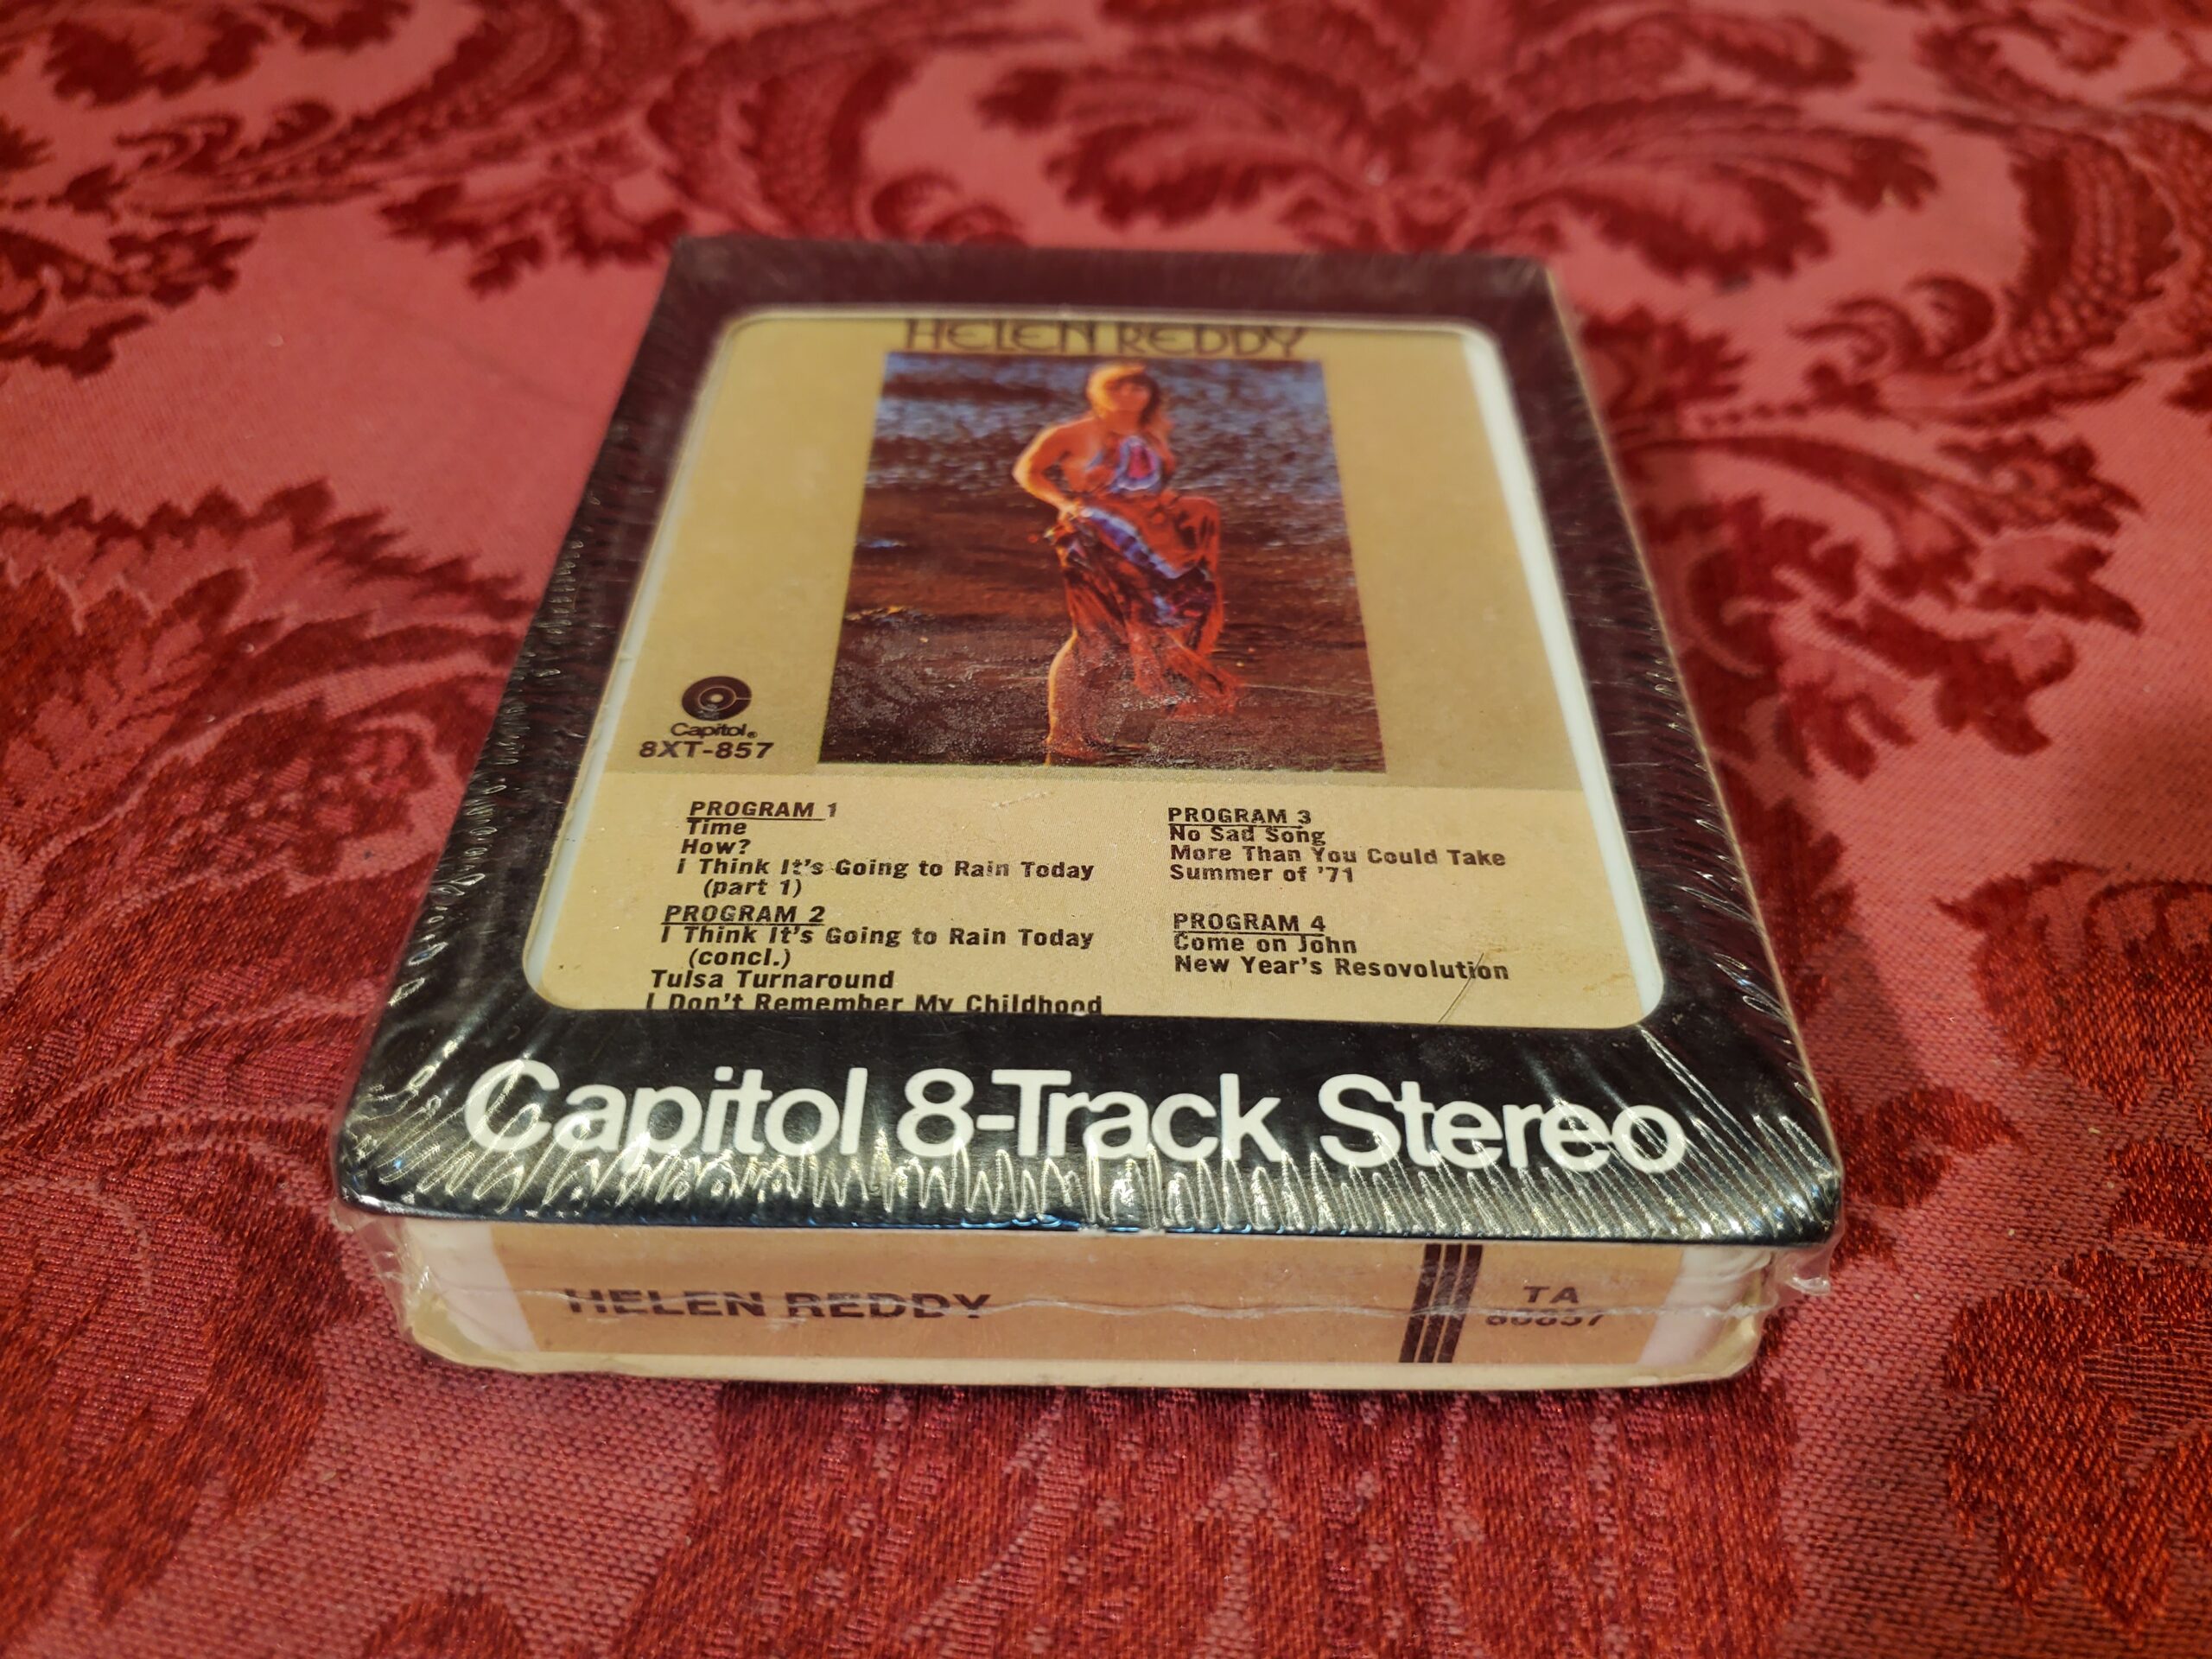 HELEN REDDY
Capitol®
8XT-857
PROGRAM 1
Time
How?
I Think It's Going to Rain Today
(part 1)
PROGRAM 2
I Think It's Going to Rain Today
(concl.)
Tulsa Turnaround
I Don't Remember My Childhood
PROGRAM 3
No Sad Song
More Than You Could Take
Summer of '71
PROGRAM 4
Come on John
New Year's Resovolution
Capitol 8-Track Stereo
HELEN REDDY
TA